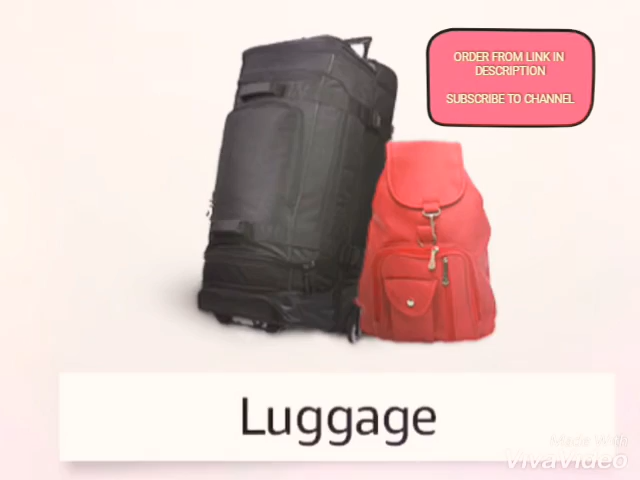 ORDER FROM LINK IN
DESCRIPTION
SUBSCRIBE TO CHANNEL
Luggage
Made With
VivaVideo